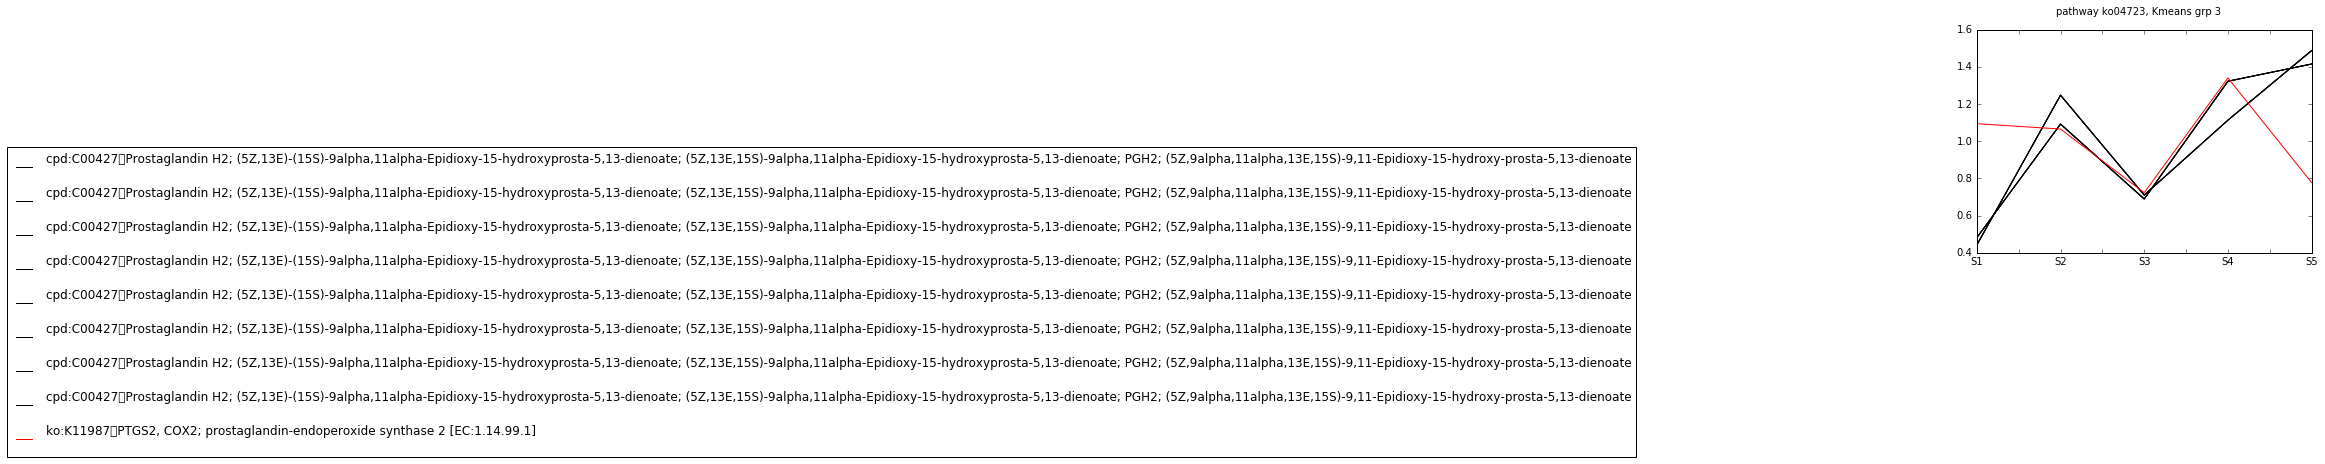 pathway ko04723, Kmeans grp 3
1.6
1.4
1.2
1.0
0.8
0.6
0.4
S1 S2 S3 S4 S5
cpd:C00427▯Prostaglandin H2; (5Z,13E)-(15S)-9alpha,11alpha-Epidioxy-15-hydroxyprosta-5,13-dienoate; (5Z,13E,15S)-9alpha,11alpha-Epidioxy-15-hydroxyprosta-5,13-dienoate; PGH2; (5Z,9alpha,11alpha,13E,15S)-9,11-Epidioxy-15-hydroxy-prosta-5,13-dienoate
cpd:C00427▯Prostaglandin H2; (5Z,13E)-(15S)-9alpha,11alpha-Epidioxy-15-hydroxyprosta-5,13-dienoate; (5Z,13E,15S)-9alpha,11alpha-Epidioxy-15-hydroxyprosta-5,13-dienoate; PGH2; (5Z,9alpha,11alpha,13E,15S)-9,11-Epidioxy-15-hydroxy-prosta-5,13-dienoate
cpd:C00427▯Prostaglandin H2; (5Z,13E)-(15S)-9alpha,11alpha-Epidioxy-15-hydroxyprosta-5,13-dienoate; (5Z,13E,15S)-9alpha,11alpha-Epidioxy-15-hydroxyprosta-5,13-dienoate; PGH2; (5Z,9alpha,11alpha,13E,15S)-9,11-Epidioxy-15-hydroxy-prosta-5,13-dienoate
cpd:C00427▯Prostaglandin H2; (5Z,13E)-(15S)-9alpha,11alpha-Epidioxy-15-hydroxyprosta-5,13-dienoate; (5Z,13E,15S)-9alpha,11alpha-Epidioxy-15-hydroxyprosta-5,13-dienoate; PGH2; (5Z,9alpha,11alpha,13E,15S)-9,11-Epidioxy-15-hydroxy-prosta-5,13-dienoate
cpd:C00427▯Prostaglandin H2; (5Z,13E)-(15S)-9alpha,11alpha-Epidioxy-15-hydroxyprosta-5,13-dienoate; (5Z,13E,15S)-9alpha,11alpha-Epidioxy-15-hydroxyprosta-5,13-dienoate; PGH2; (5Z,9alpha,11alpha,13E,15S)-9,11-Epidioxy-15-hydroxy-prosta-5,13-dienoate
cpd:C00427▯Prostaglandin H2; (5Z,13E)-(15S)-9alpha,11alpha-Epidioxy-15-hydroxyprosta-5,13-dienoate; (5Z,13E,15S)-9alpha,11alpha-Epidioxy-15-hydroxyprosta-5,13-dienoate; PGH2; (5Z,9alpha,11alpha,13E,15S)-9,11-Epidioxy-15-hydroxy-prosta-5,13-dienoate
cpd:C00427▯Prostaglandin H2; (5Z,13E)-(15S)-9alpha,11alpha-Epidioxy-15-hydroxyprosta-5,13-dienoate; (5Z,13E,15S)-9alpha,11alpha-Epidioxy-15-hydroxyprosta-5,13-dienoate; PGH2; (5Z,9alpha,11alpha,13E,15S)-9,11-Epidioxy-15-hydroxy-prosta-5,13-dienoate
cpd:C00427▯Prostaglandin H2; (5Z,13E)-(15S)-9alpha,11alpha-Epidioxy-15-hydroxyprosta-5,13-dienoate; (5Z,13E,15S)-9alpha,11alpha-Epidioxy-15-hydroxyprosta-5,13-dienoate; PGH2; (5Z,9alpha,11alpha,13E,15S)-9,11-Epidioxy-15-hydroxy-prosta-5,13-dienoate
ko:K11987▯PTGS2, COX2; prostaglandin-endoperoxide synthase 2 [EC:1.14.99.1]